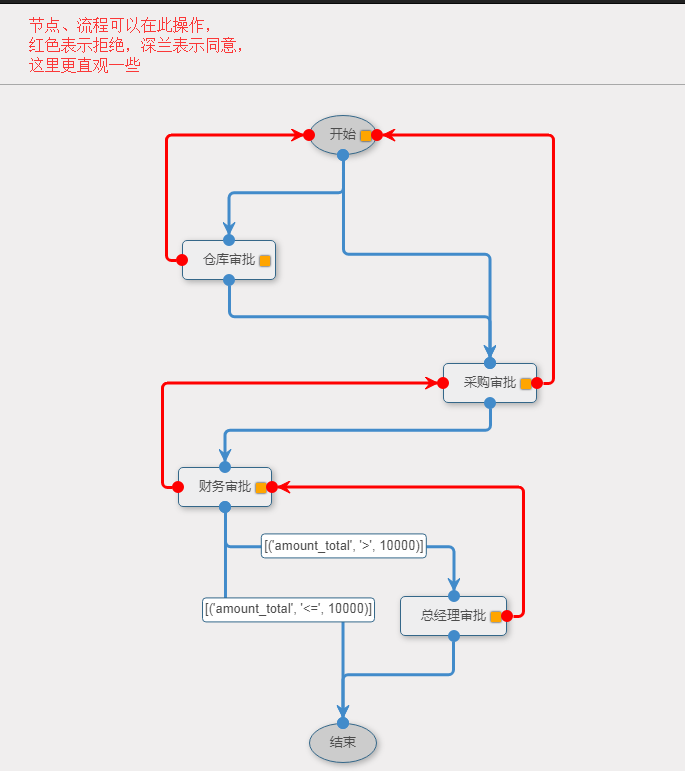 节点、流程可以在此操作，
红色表示拒绝，深兰表示同意，
这里更直观一些
开始
仓库审批
采购审批
财务审批
[('amount_total', '>', 10000)]
[('amount_total', '<=', 10000)]
总经理审批
结束